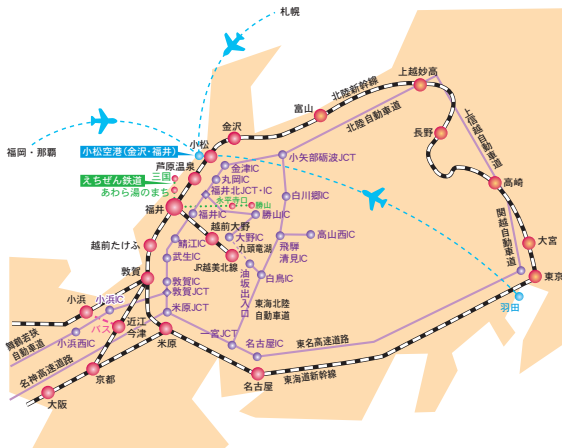 札幌
福岡・那覇
小松空港(金沢・福井)
えちぜん鉄道
小松
金沢
富山
北陸新幹線
北陸自動車道
上越妙高
長野
上信越自動車道
高崎
関越自動車道
大宮
東京
羽田
芦原温泉
三国
あわら湯のまち
金津IC
丸岡IC
福井北JCT・IC
小矢部砺波JCT
白川郷IC
福井
永平寺口
勝山
福井IC
勝山IC
越前大野
大野IC
九頭竜湖
JR越美北線
飛騨
清見IC
高山西IC
越前たけふ
鯖江IC
武生IC
油坂出入口
白鳥IC
敦賀
敦賀IC
敦賀JCT
東海北陸
自動車道
小浜
小浜IC
米原JCT
バス
近江
今津
舞鶴若狭
自動車道
小浜西IC
米原
一宮JCT
名古屋IC
東名高速道路
名神高速道路
京都
大阪
名古屋
東海道新幹線